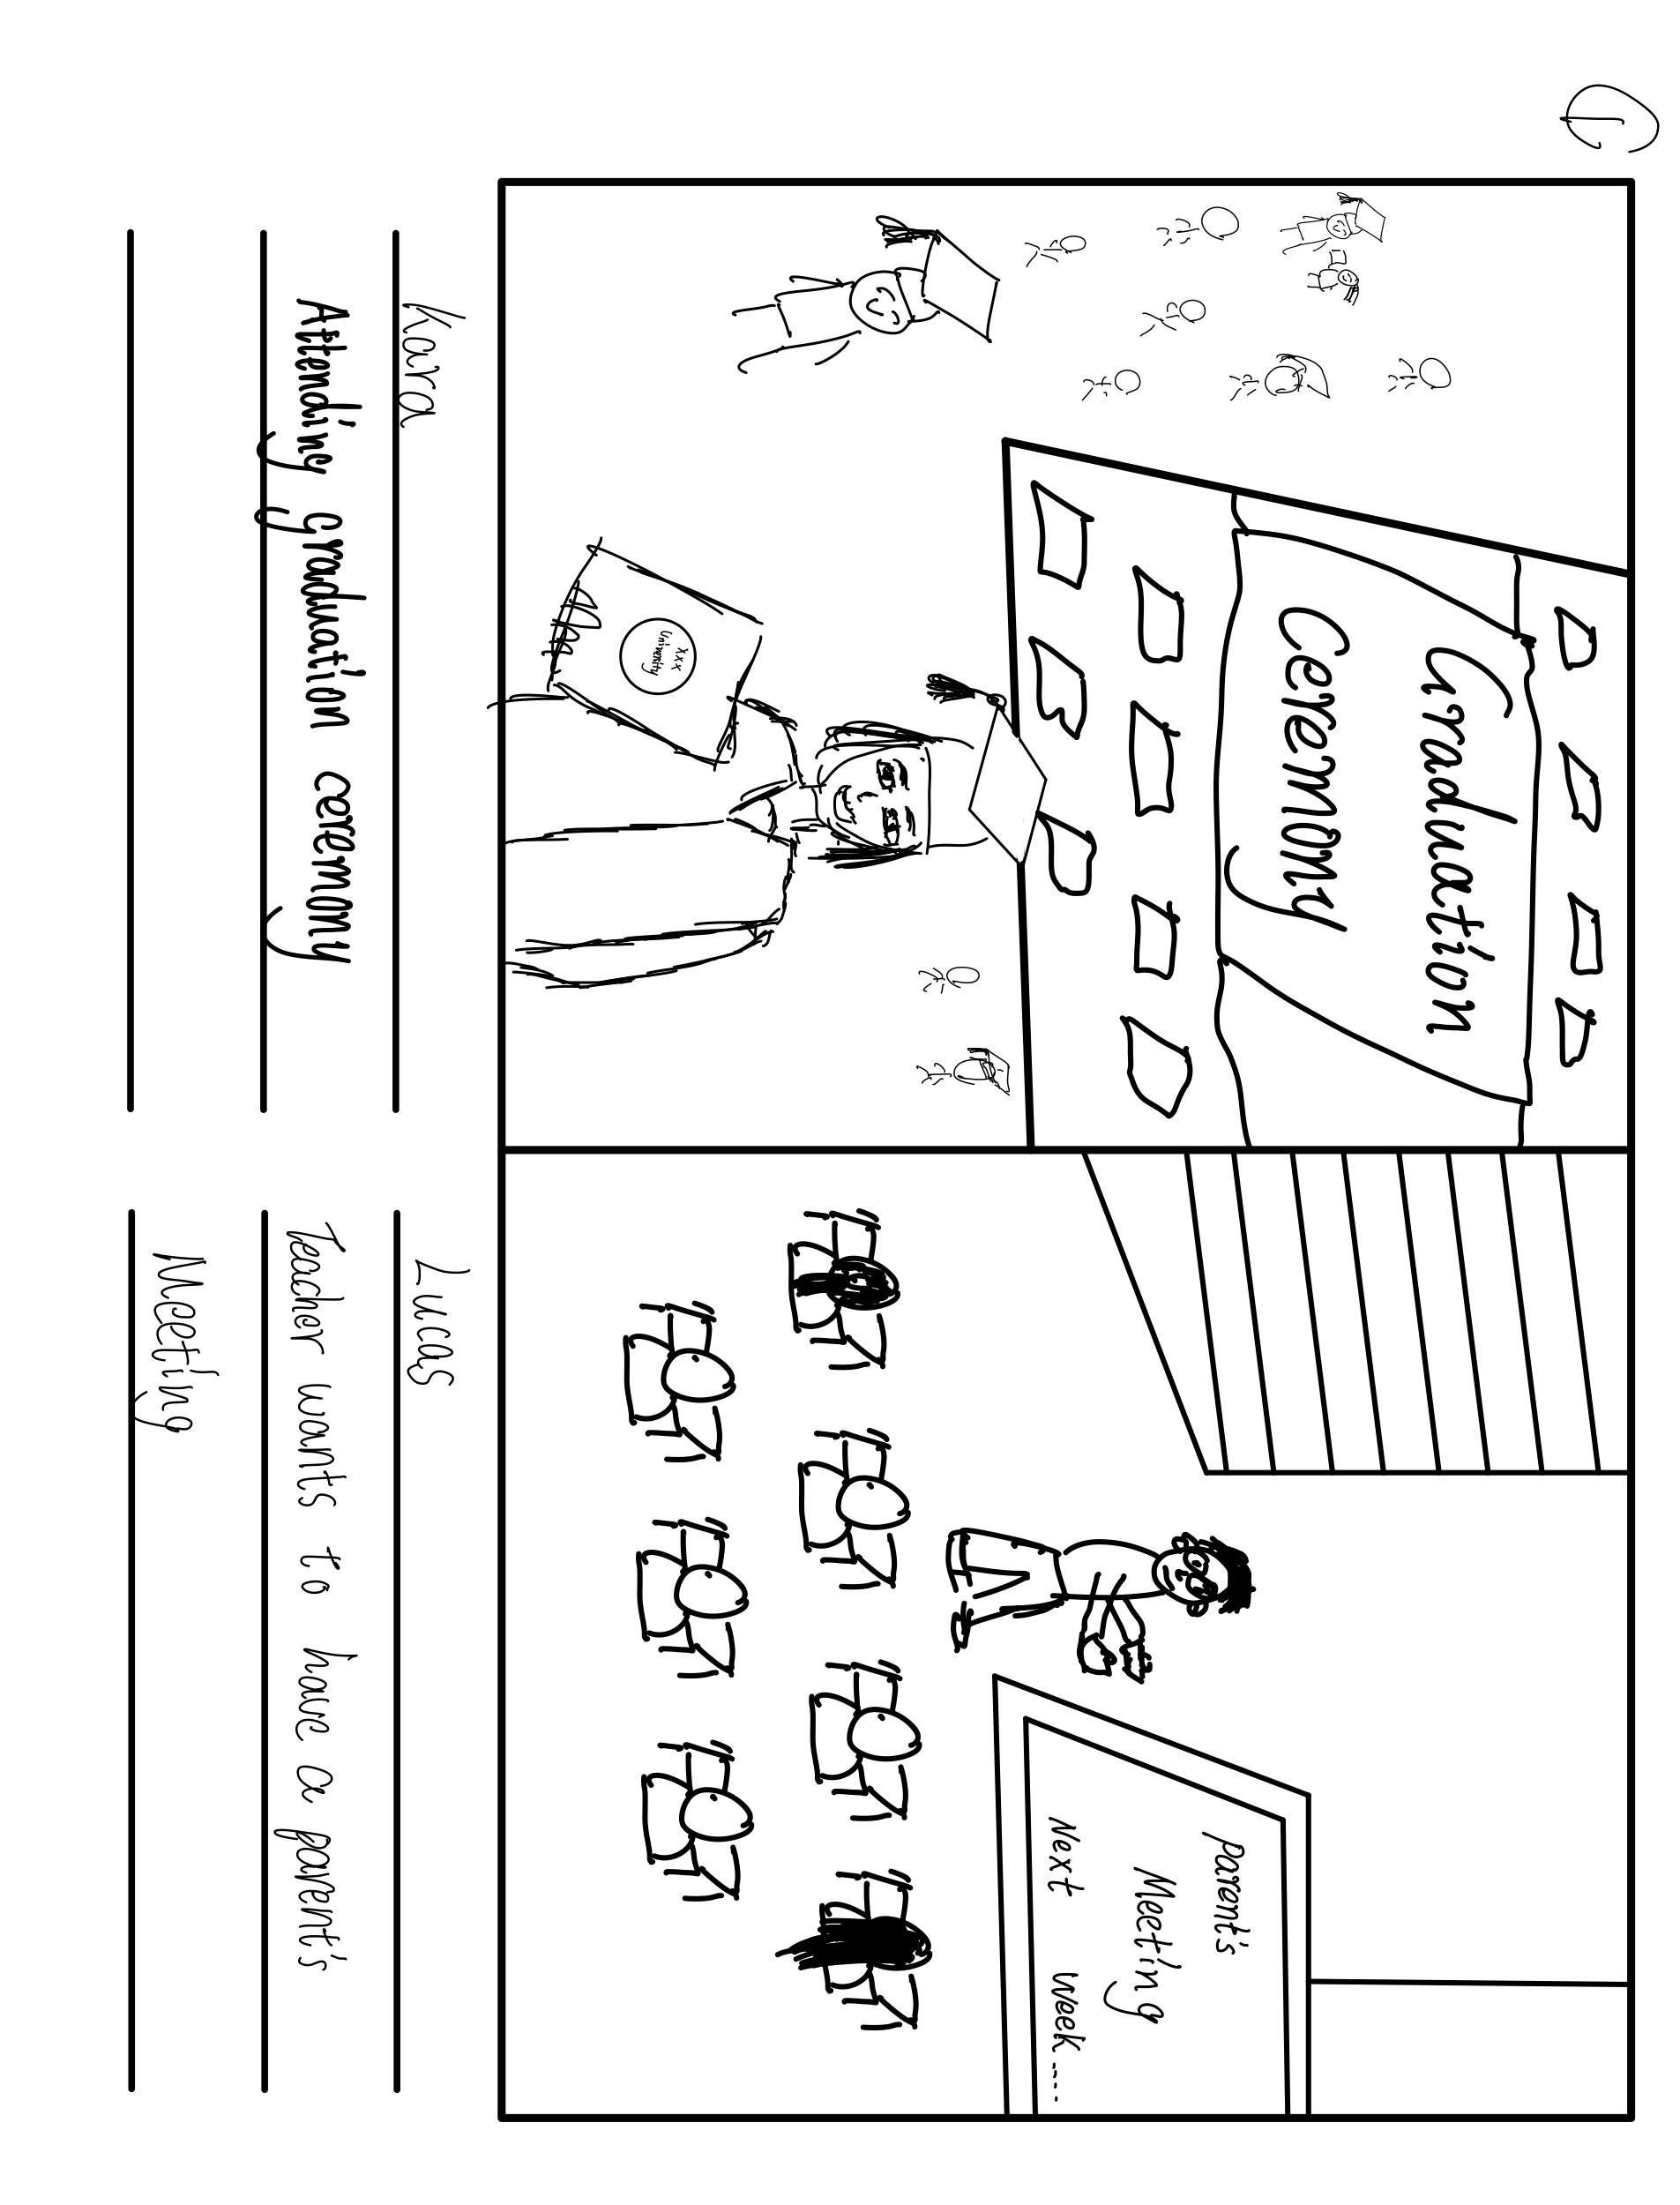 1
Graduation
Ceremony
XXX
University
Parent's
Meeting
Next Week....
Kara
Attending Graduation ceremony
Lucas
Teacher wants to have a parent's
Meeting